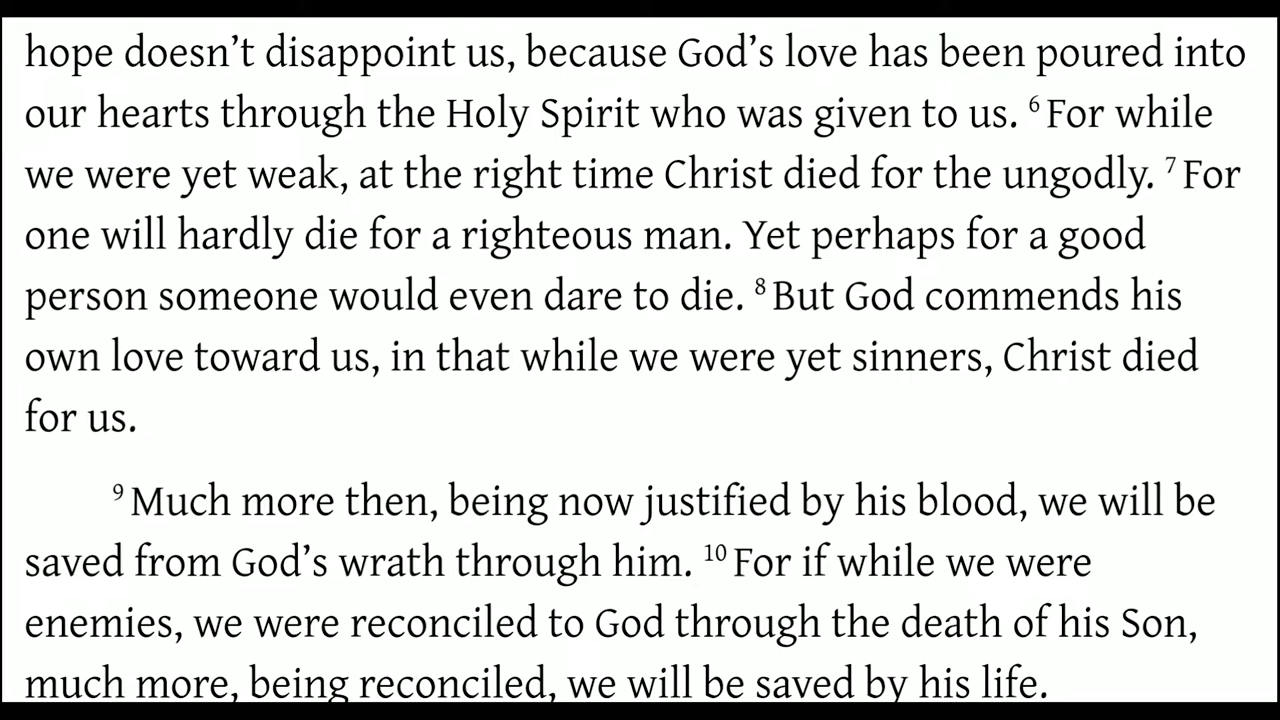 hope doesn’t disappoint us, because God’s love has been poured into
our hearts through the Holy Spirit who was given to us. ⁶ For while
we were yet weak, at the right time Christ died for the ungodly. ⁷ For
one will hardly die for a righteous man. Yet perhaps for a good
person someone would even dare to die. ⁸ But God commends his
own love toward us, in that while we were yet sinners, Christ died
for us.
⁹ Much more then, being now justified by his blood, we will be
saved from God’s wrath through him. ¹⁰ For if while we were
enemies, we were reconciled to God through the death of his Son,
much more, being reconciled, we will be saved by his life.